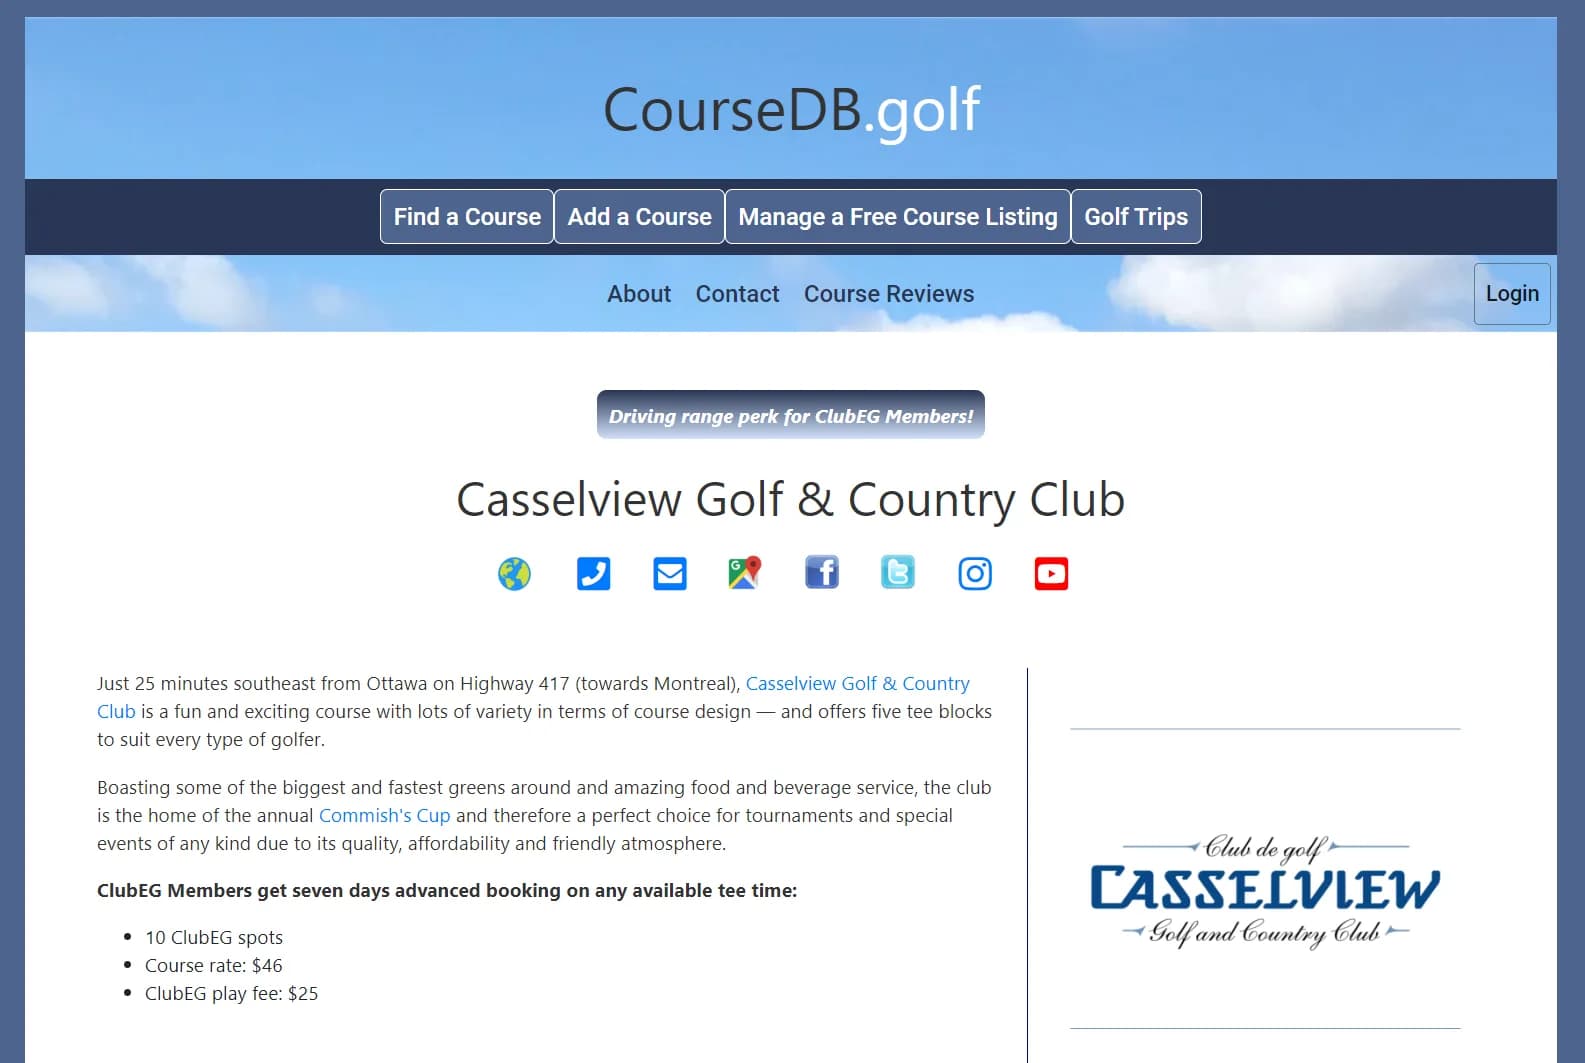 CourseDB.golf
Find a Course Add a Course Manage a Free Course Listing Golf Trips
About Contact Course Reviews Login
Driving range perk for ClubEG Members!
Casselview Golf & Country Club
Just 25 minutes southeast from Ottawa on Highway 417 (towards Montreal), Casselview Golf & Country
Club is a fun and exciting course with lots of variety in terms of course design — and offers five tee blocks
to suit every type of golfer.
Boasting some of the biggest and fastest greens around and amazing food and beverage service, the club
is the home of the annual Commish's Cup and therefore a perfect choice for tournaments and special
events of any kind due to its quality, affordability and friendly atmosphere.
ClubEG Members get seven days advanced booking on any available tee time:
10 ClubEG spots
Course rate: $46
ClubEG play fee: $25
Club de golf
CASSELVIEW
Golf and Country Club